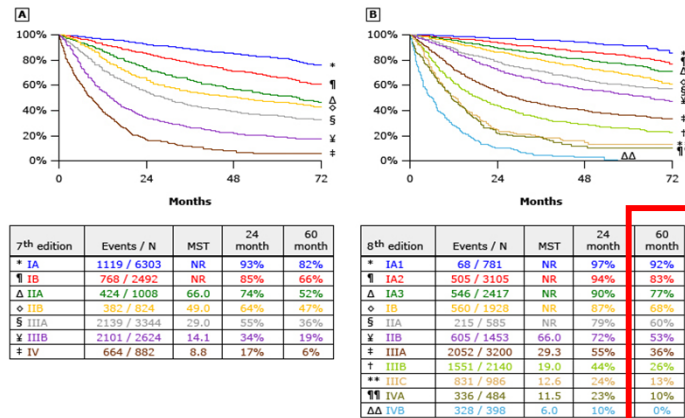 A
100%
80%
60%
40%
20%
0%
*
¶
Δ
◇
§
¥
‡
0 24 48 72
Months
7th edition Events / N MST 24 month 60 month
* IA 1119 / 6303 NR 93% 82%
¶ IB 768 / 2492 NR 85% 66%
Δ IIA 424 / 1008 66.0 74% 52%
◇ IIB 382 / 824 49.0 64% 47%
§ IIIA 2139 / 3344 29.0 55% 36%
¥ IIIB 2101 / 2624 14.1 34% 19%
‡ IV 664 / 882 8.8 17% 6%
B
100%
80%
60%
40%
20%
0%
*
¶
Δ
◇
§
¥
‡
†
*
¶¶
ΔΔ
0 24 48 72
Months
8th edition Events / N MST 24 month 60 month
* IA1 68 / 781 NR 97% 92%
¶ IA2 505 / 3105 NR 94% 83%
Δ IA3 546 / 2417 NR 90% 77%
◇ IB 560 / 1928 NR 87% 68%
§ IIA 215 / 585 NR 79% 60%
¥ IIB 605 / 1453 66.0 72% 53%
‡ IIIA 2052 / 3200 29.3 55% 36%
† IIIB 1551 / 2140 19.0 44% 26%
** IIIC 831 / 986 12.6 24% 13%
¶¶ IVA 336 / 484 11.5 23% 10%
ΔΔ IVB 328 / 398 6.0 10% 0%